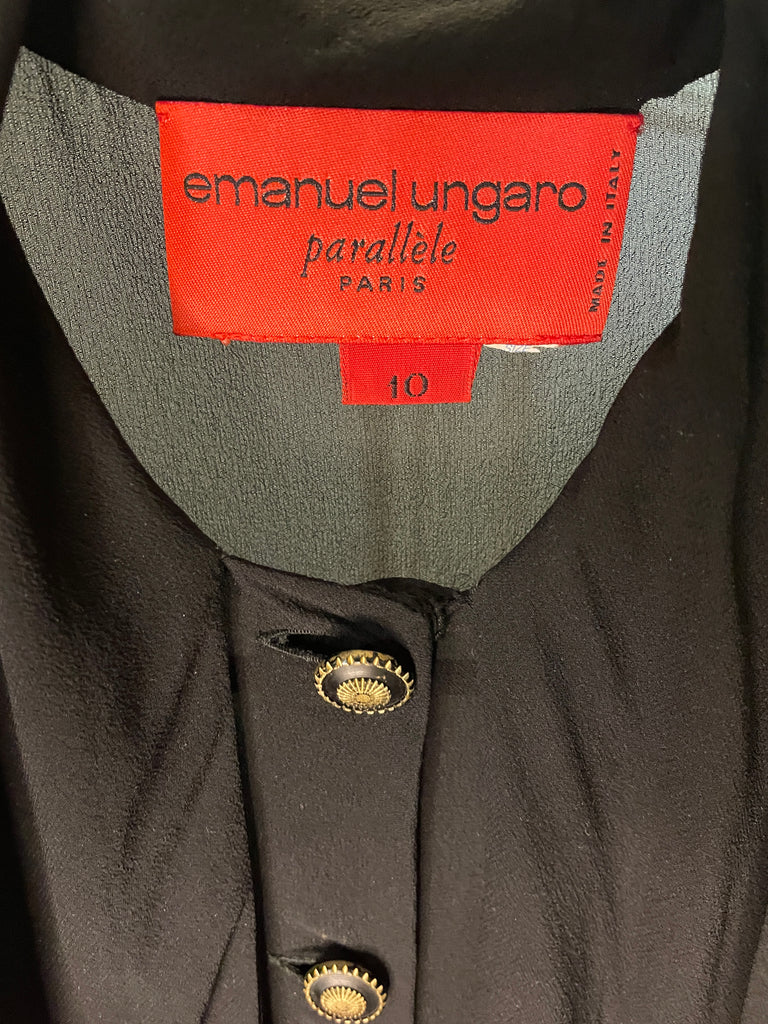 emanuel ungaro
parallèle
PARIS
MADE IN ITALY
10